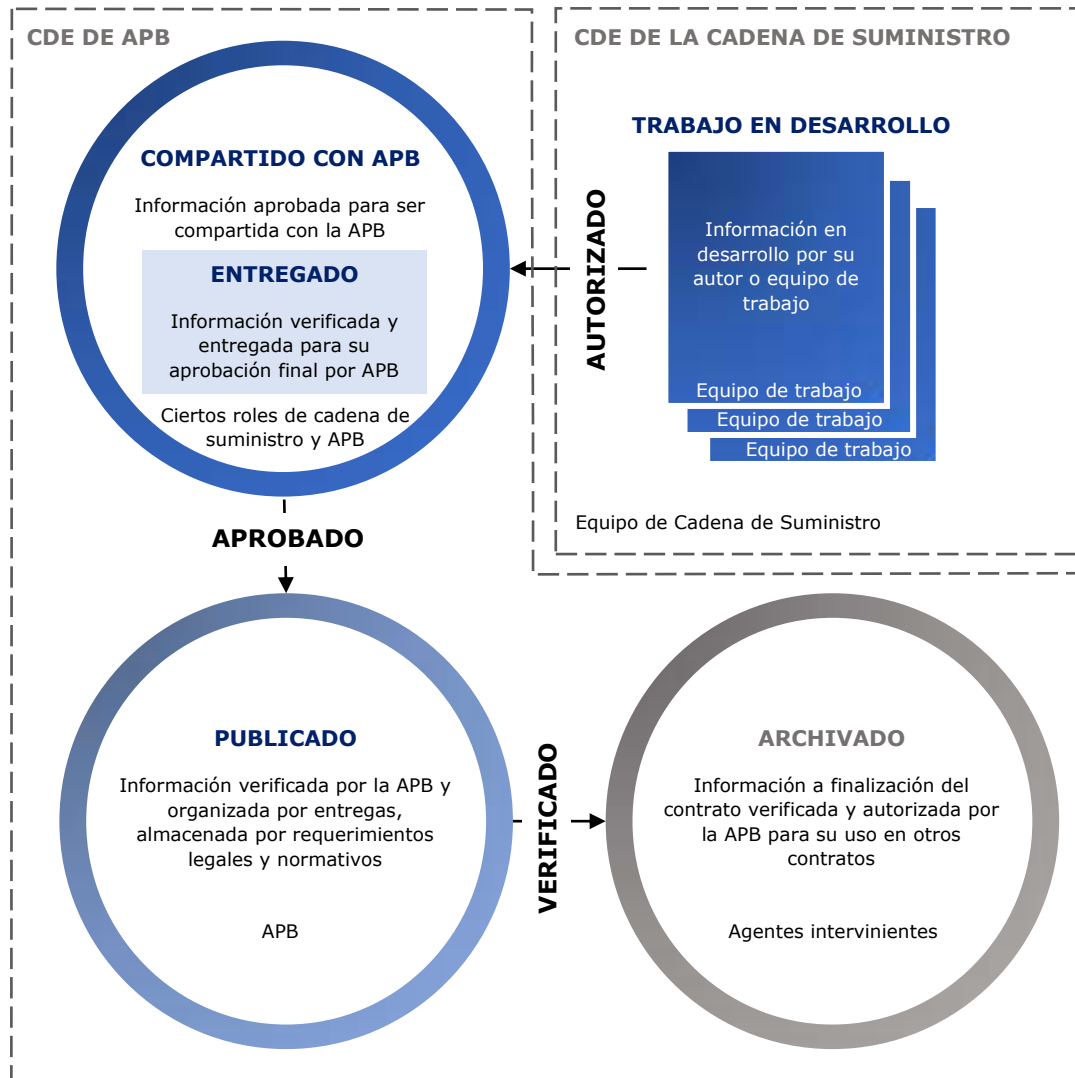 CDE DE APB
CDE DE LA CADENA DE SUMINISTRO
COMPARTIDO CON APB
Información aprobada para ser
compartida con la APB
ENTREGADO
Información verificada y
entregada para su
aprobación final por APB
Ciertos roles de cadena de
suministro y APB
AUTORIZADO
TRABAJO EN DESARROLLO
Información en
desarrollo por su
autor o equipo de
trabajo
Equipo de trabajo
Equipo de trabajo
Equipo de trabajo
Equipo de Cadena de Suministro
APROBADO
PUBLICADO
Información verificada por la APB y
organizada por entregas,
almacenada por requerimientos
legales y normativos
APB
VERIFICADO
ARCHIVADO
Información a finalización del
contrato verificada y autorizada por
la APB para su uso en otros
contratos
Agentes intervinientes